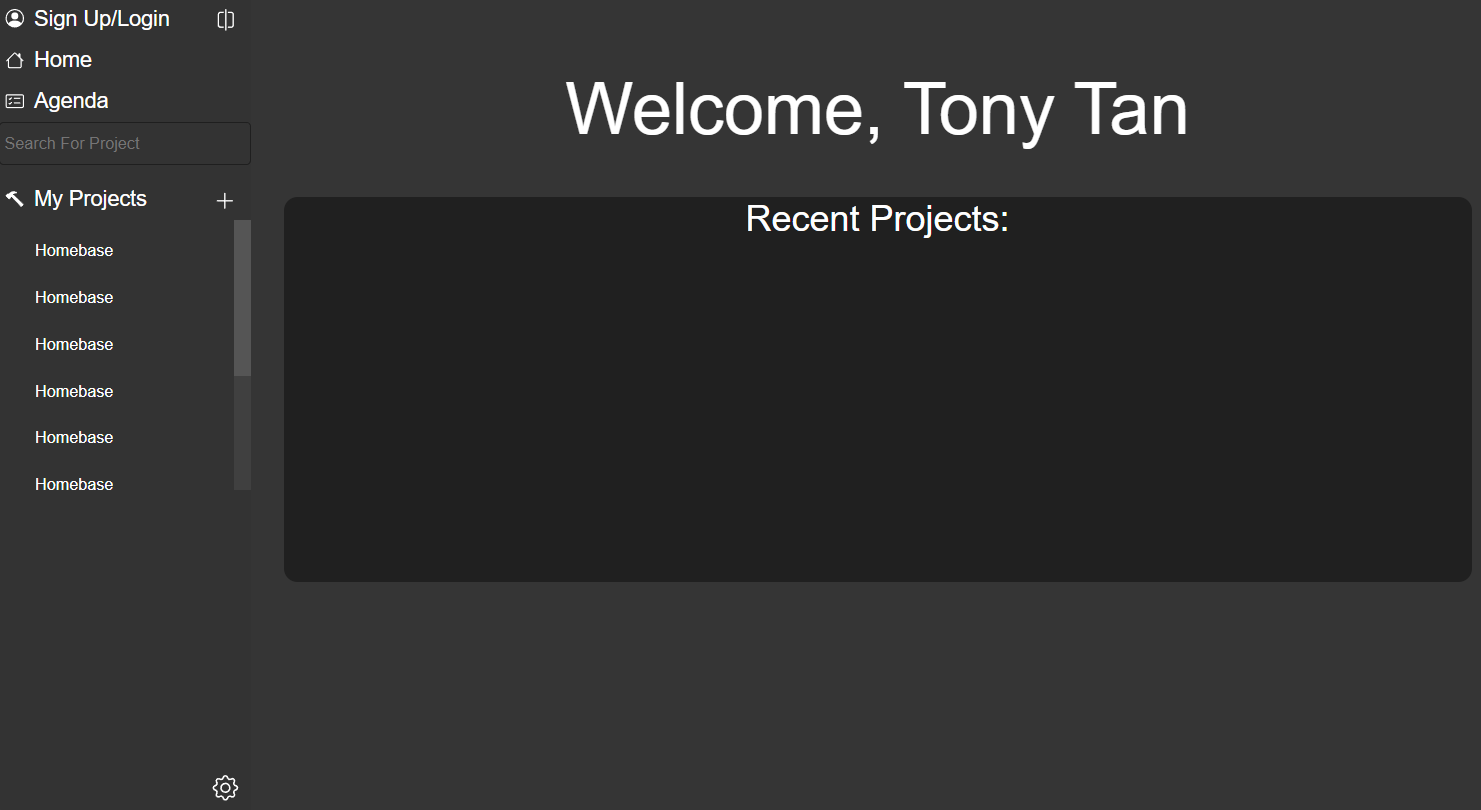 Sign Up/Login
Home
Agenda
Search For Project
My Projects
Homebase
Homebase
Homebase
Homebase
Homebase
Homebase
Welcome, Tony Tan
Recent Projects: